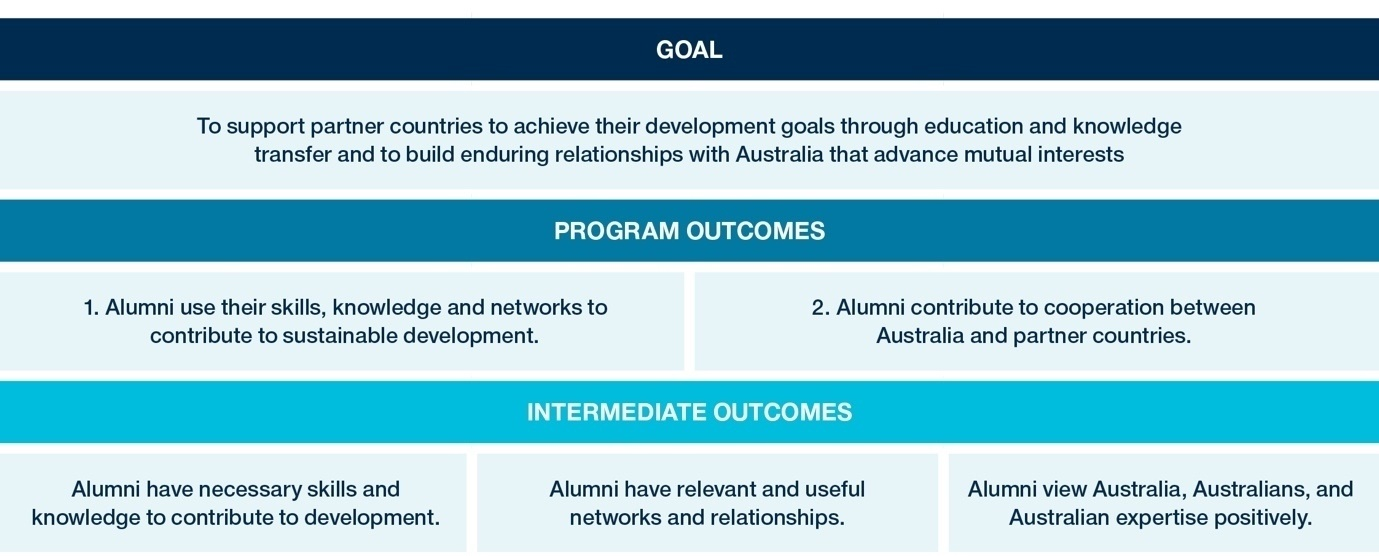 GOAL
To support partner countries to achieve their development goals through education and knowledge
transfer and to build enduring relationships with Australia that advance mutual interests
PROGRAM OUTCOMES
1. Alumni use their skills, knowledge and networks to
contribute to sustainable development.
2. Alumni contribute to cooperation between
Australia and partner countries.
INTERMEDIATE OUTCOMES
Alumni have necessary skills and
knowledge to contribute to development.
Alumni have relevant and useful
networks and relationships.
Alumni view Australia, Australians, and
Australian expertise positively.